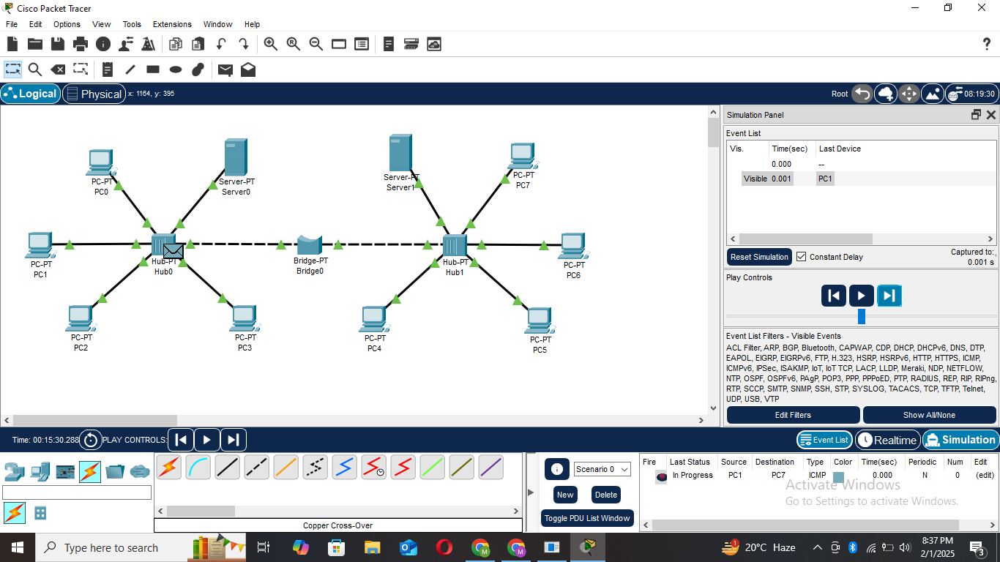 Cisco Packet Tracer
File Edit Options View Tools Extensions Window Help
?
Logical Physical x: 1164, y: 395 Root 08:19:30
PC-PT
PC0
Server-PT
Server0
Server-PT
Server1
PC-PT
PC7
PC-PT
PC1
Hub-PT
Hub0
Bridge-PT
Bridge0
Hub-PT
Hub1
PC-PT
PC6
PC-PT
PC2
PC-PT
PC3
PC-PT
PC4
PC-PT
PC5
Simulation Panel
Event List
Vis. Time(sec) Last Device
0.000 --
Visible 0.001 PC1
Reset Simulation Constant Delay Captured to:
0.001 s
Play Controls
Event List Filters - Visible Events
ACL Filter, ARP, BGP, Bluetooth, CAPWAP, CDP, DHCP, DHCPv6, DNS, DTP,
EAPOL, EIGRP, EIGRPv6, FTP, H.323, HSRP, HSRPv6, HTTP, HTTPS, ICMP,
ICMPv6, IPSec, ISAKMP, IoT, IoT TCP, LACP, LLDP, Meraki, NDP, NETFLOW,
NTP, OSPF, OSPFv6, PAgP, POP3, PPP, PPPoED, PTP, RADIUS, REP, RIP, RIPng,
RTP, SCCP, SMTP, SNMP, SSH, STP, SYSLOG, TACACS, TCP, TFTP, Telnet,
UDP, USB, VTP
Edit Filters Show All/None
Time: 00:15:30.288 PLAY CONTROLS: Event List Realtime Simulation
Copper Cross-Over
Scenario 0
New Delete
Toggle PDU List Window
Fire Last Status Source Destination Type Color Time(sec) Periodic Num Edit
In Progress PC1 PC7 ICMP 0.000 N 0 (edit)
Activate Windows
Go to Settings to activate Windows.
Type here to search
1 20°C Haze
8:37 PM
2/1/2025
3